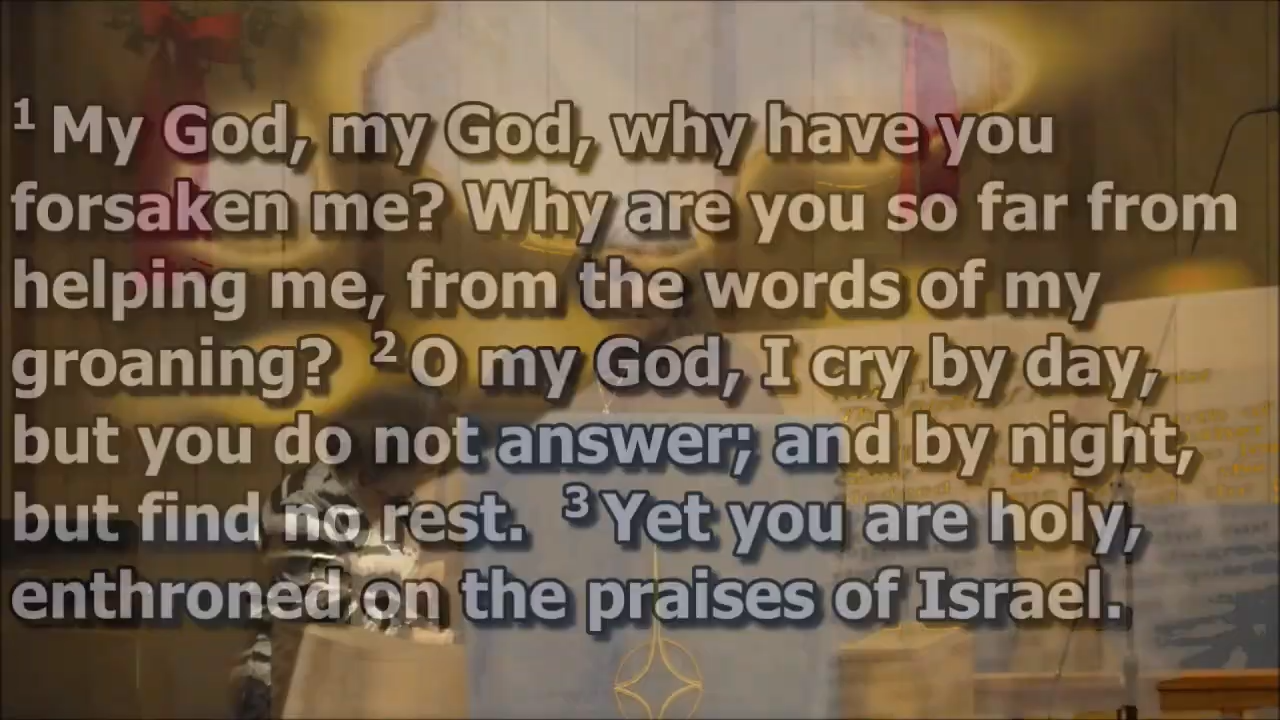 1 My God, my God, why have you
forsaken me? Why are you so far from
helping me, from the words of my
groaning? 2 O my God, I cry by day,
but you do not answer; and by night,
but find no rest. 3 Yet you are holy,
enthroned on the praises of Israel.